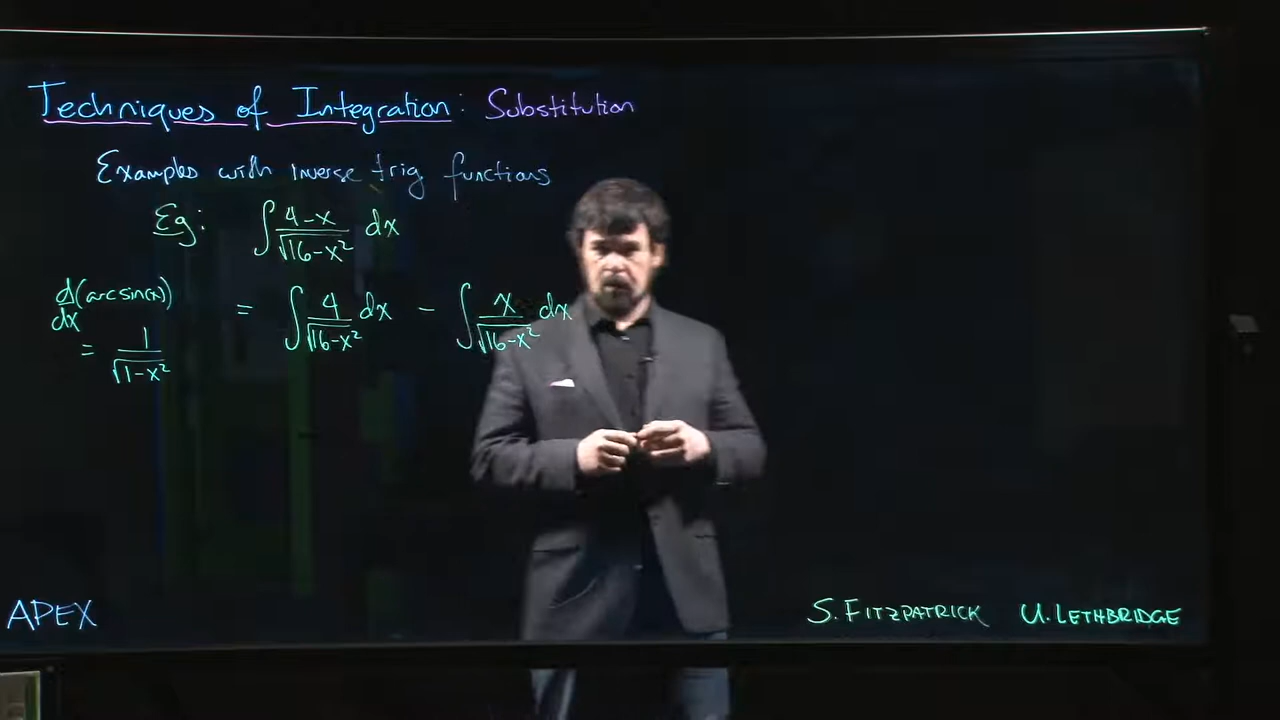 Techniques of Integration: Substitution
Examples with inverse trig functions
Eg: ∫ (4-x)/√(16-x²) dx
d/dx (arcsin(x)) = 1/√(1-x²)
= ∫ 4/√(16-x²) dx - ∫ x/√(16-x²) dx
APEX
S. FITZPATRICK U. LETHBRIDGE